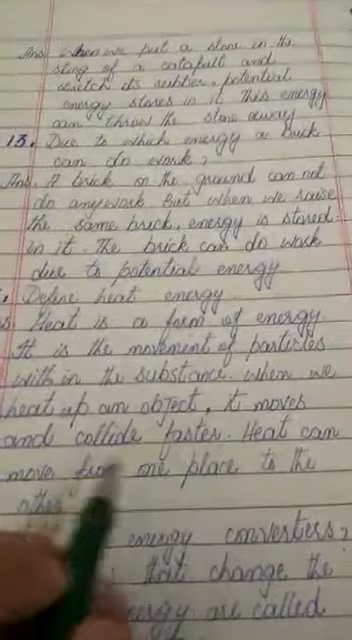 Ans. When we put a stone in the
sling of a catapult and
stretch its rubber, potential
energy stores in it. This energy
can throw the stone away
13. Due to which energy a brick
can do work?
Ans. A brick on the ground can not
do any work But when we raise
the same brick, energy is stored
in it. The brick can do work
due to potential energy
Define heat energy.
s. Heat is a form of energy.
It is the movement of particles
with in the substance. when we
heat up an object, it moves
and collide faster. Heat can
move from one place to the
other
energy converters?
that change the
energy are called